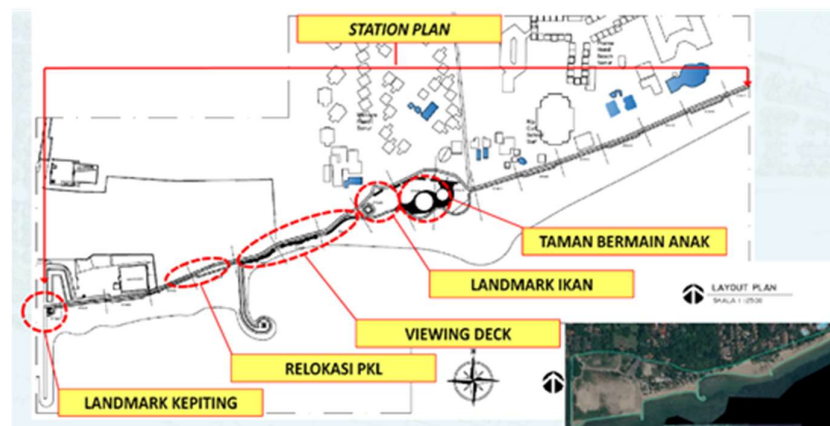 STATION PLAN
TAMAN BERMAIN ANAK
LANDMARK IKAN
LAYOUT PLAN
VIEWING DECK
RELOKASI PKL
LANDMARK KEPITING